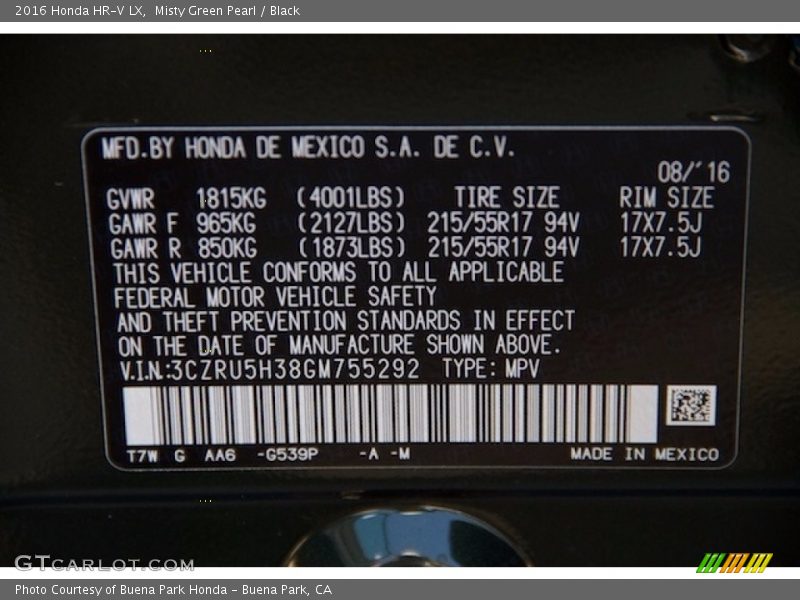 2016 Honda HR-V LX, Misty Green Pearl / Black
MFD.BY HONDA DE MEXICO S.A. DE C.V.
08/'16
GVWR 1815KG (4001LBS) TIRE SIZE RIM SIZE
GAWR F 965KG (2127LBS) 215/55R17 94V 17X7.5J
GAWR R 850KG (1873LBS) 215/55R17 94V 17X7.5J
THIS VEHICLE CONFORMS TO ALL APPLICABLE
FEDERAL MOTOR VEHICLE SAFETY
AND THEFT PREVENTION STANDARDS IN EFFECT
ON THE DATE OF MANUFACTURE SHOWN ABOVE.
V.I.N.:3CZRU5H38GM755292 TYPE: MPV
T7W G AA6 -G539P -A -M MADE IN MEXICO
GTCARLOT.COM
Photo Courtesy of Buena Park Honda - Buena Park, CA